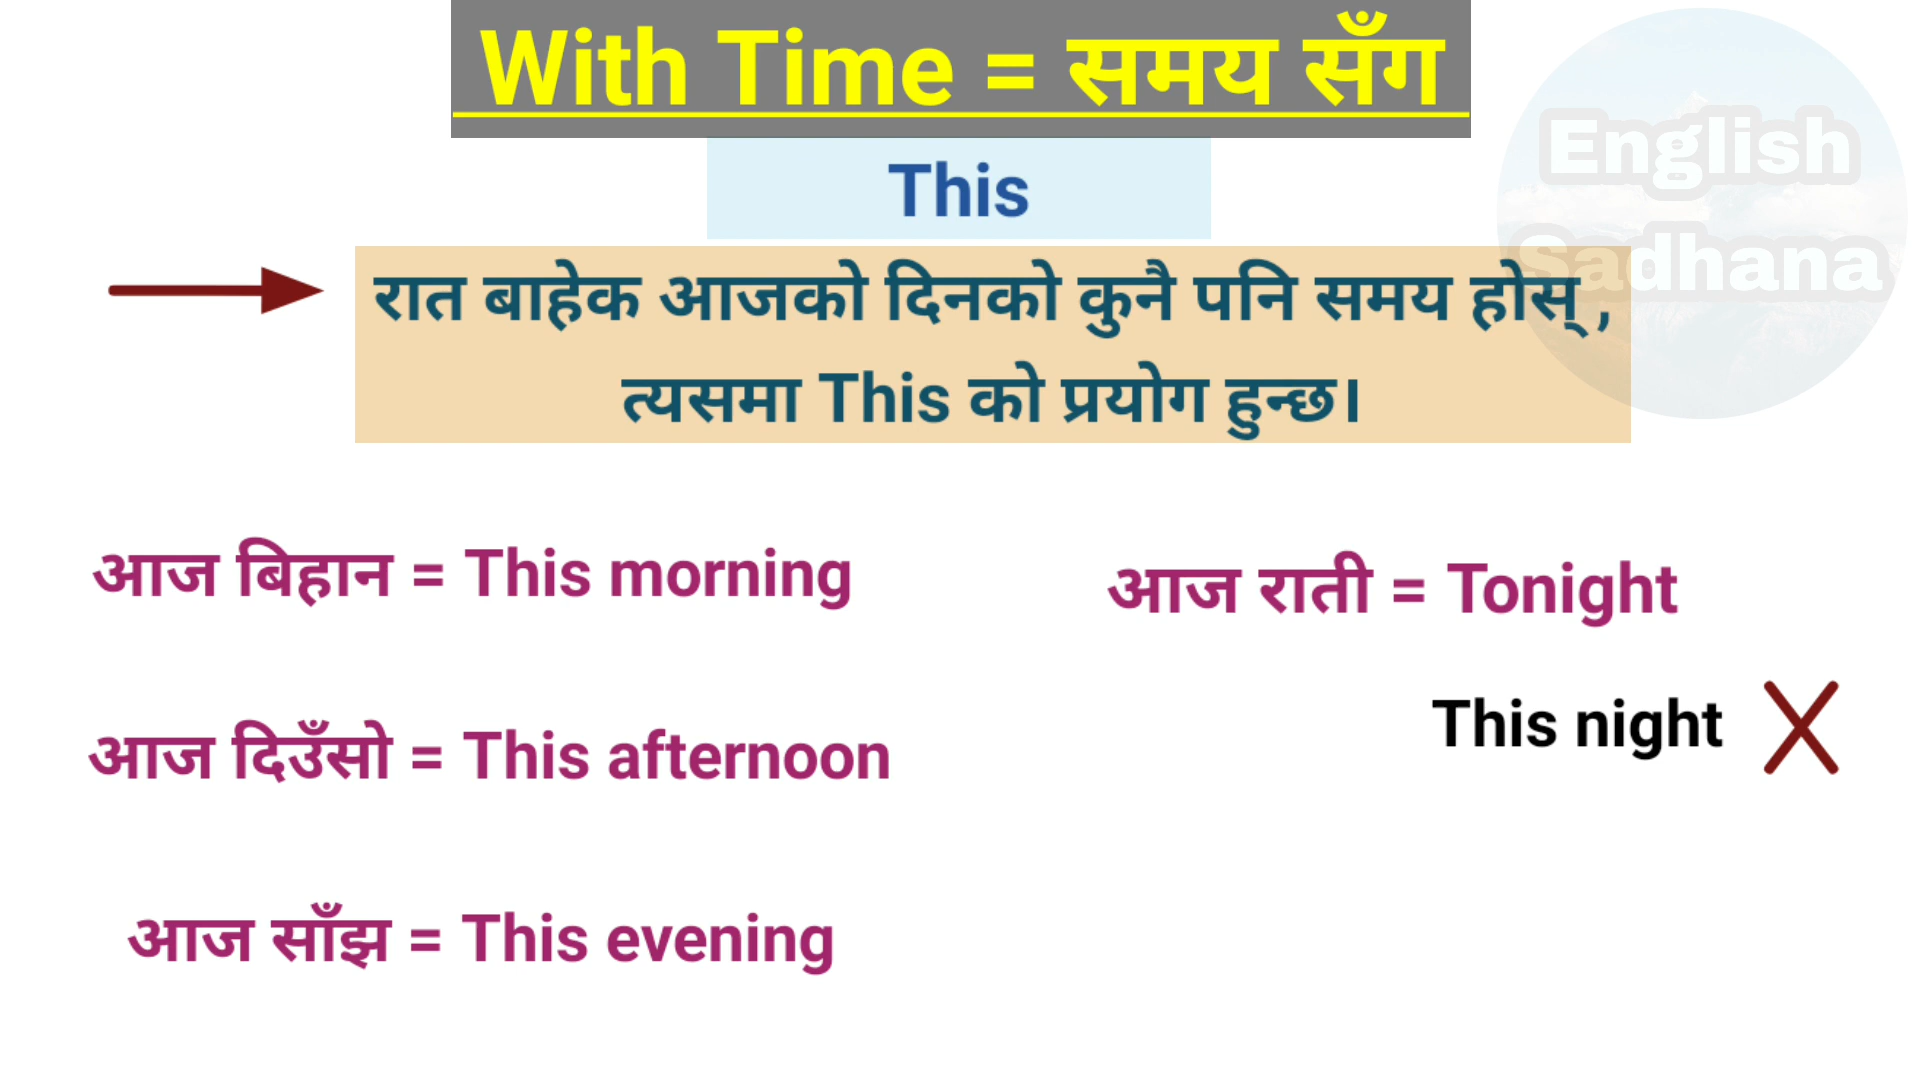 With Time = समय सँग
This
English
Sadhana
रात बाहेक आजको दिनको कुनै पनि समय होस् ,
त्यसमा This को प्रयोग हुन्छ।
आज बिहान = This morning
आज राती = Tonight
This night
आज दिउँसो = This afternoon
आज साँझ = This evening